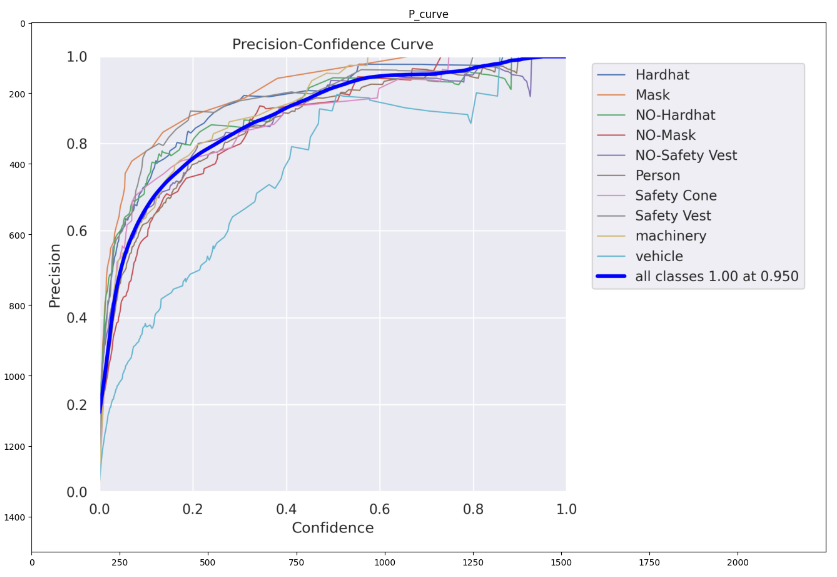 P_curve
Precision-Confidence Curve
Precision
1.0
0.8
0.6
0.4
0.2
0.0
0.0 0.2 0.4 0.6 0.8 1.0
Confidence
Hardhat
Mask
NO-Hardhat
NO-Mask
NO-Safety Vest
Person
Safety Cone
Safety Vest
machinery
vehicle
all classes 1.00 at 0.950
0
200
400
600
800
1000
1200
1400
0 250 500 750 1000 1250 1500 1750 2000